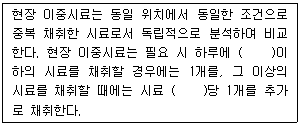 현장 이중시료는 동일 위치에서 동일한 조건으로
중복 채취한 시료로서 독립적으로 분석하여 비교
한다. 현장 이중시료는 필요 시 하루에 (    )이
하의 시료를 채취할 경우에는 1개를, 그 이상의
시료를 채취할 때에는 시료 (    )당 1개를 추가
로 채취한다.